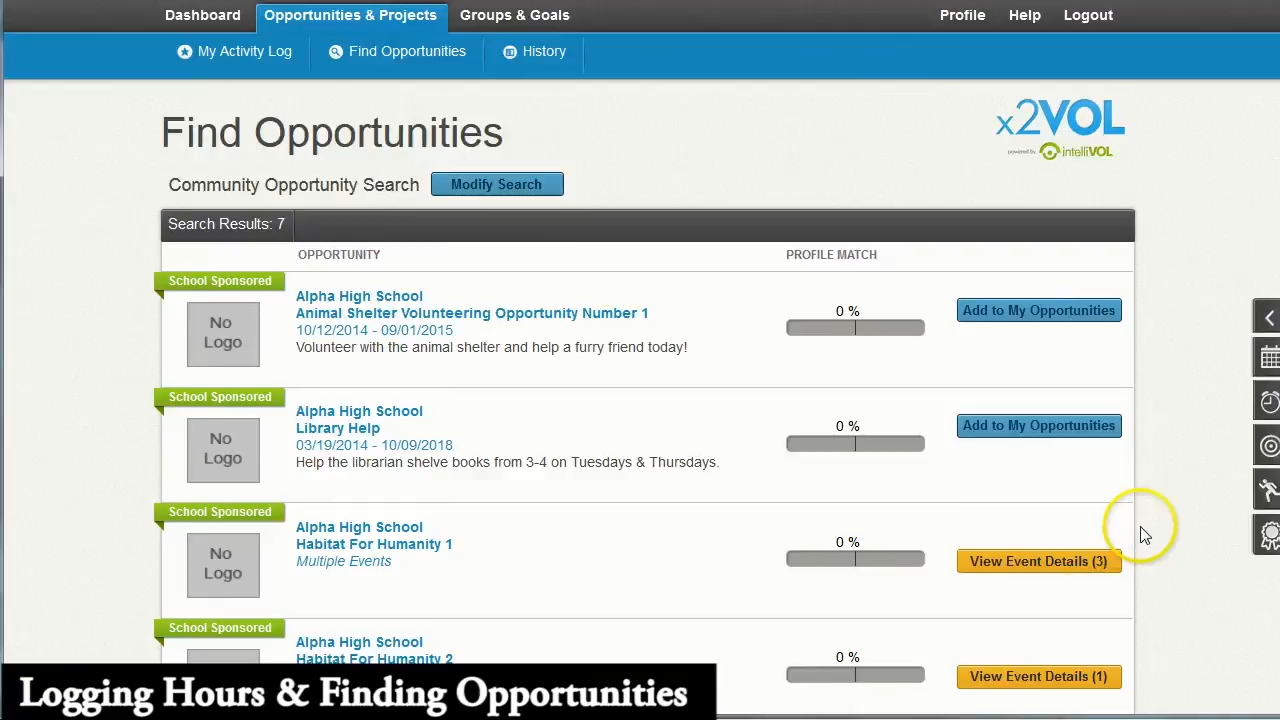 Dashboard
Opportunities & Projects
Groups & Goals
Profile
Help
Logout
My Activity Log
Find Opportunities
History
Find Opportunities
x2VOL
powered by intelliVOL
Community Opportunity Search
Modify Search
Search Results: 7
OPPORTUNITY
PROFILE MATCH
School Sponsored
No
Logo
Alpha High School
Animal Shelter Volunteering Opportunity Number 1
10/12/2014 - 09/01/2015
Volunteer with the animal shelter and help a furry friend today!
0 %
Add to My Opportunities
School Sponsored
No
Logo
Alpha High School
Library Help
03/19/2014 - 10/09/2018
Help the librarian shelve books from 3-4 on Tuesdays & Thursdays.
0 %
Add to My Opportunities
School Sponsored
No
Logo
Alpha High School
Habitat For Humanity 1
Multiple Events
0 %
View Event Details (3)
School Sponsored
Alpha High School
Habitat For Humanity 2
0 %
View Event Details (1)
Logging Hours & Finding Opportunities